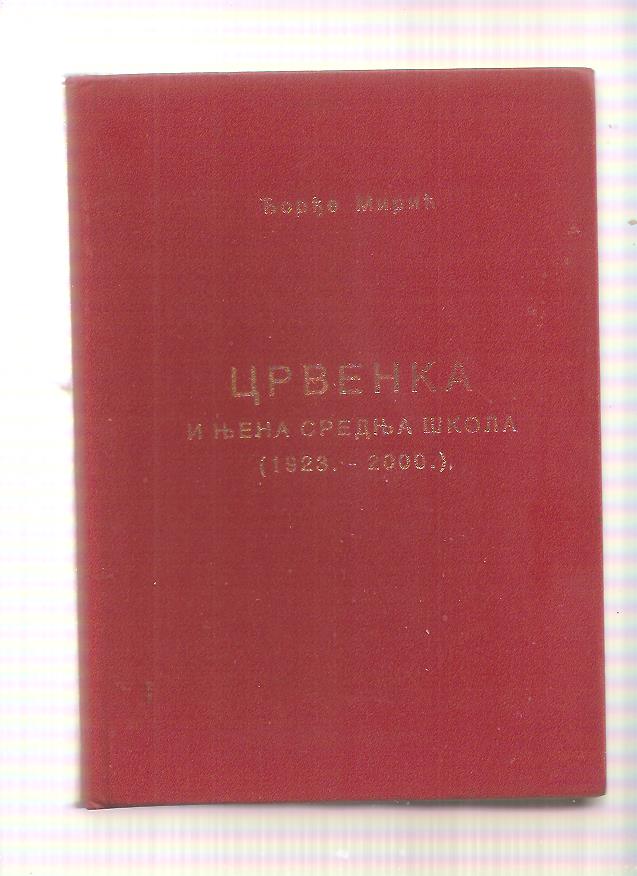 Ђорђе Мирић
ЦРВЕНКА
И ЊЕНА СРЕДЊА ШКОЛА
(1923. - 2000.)